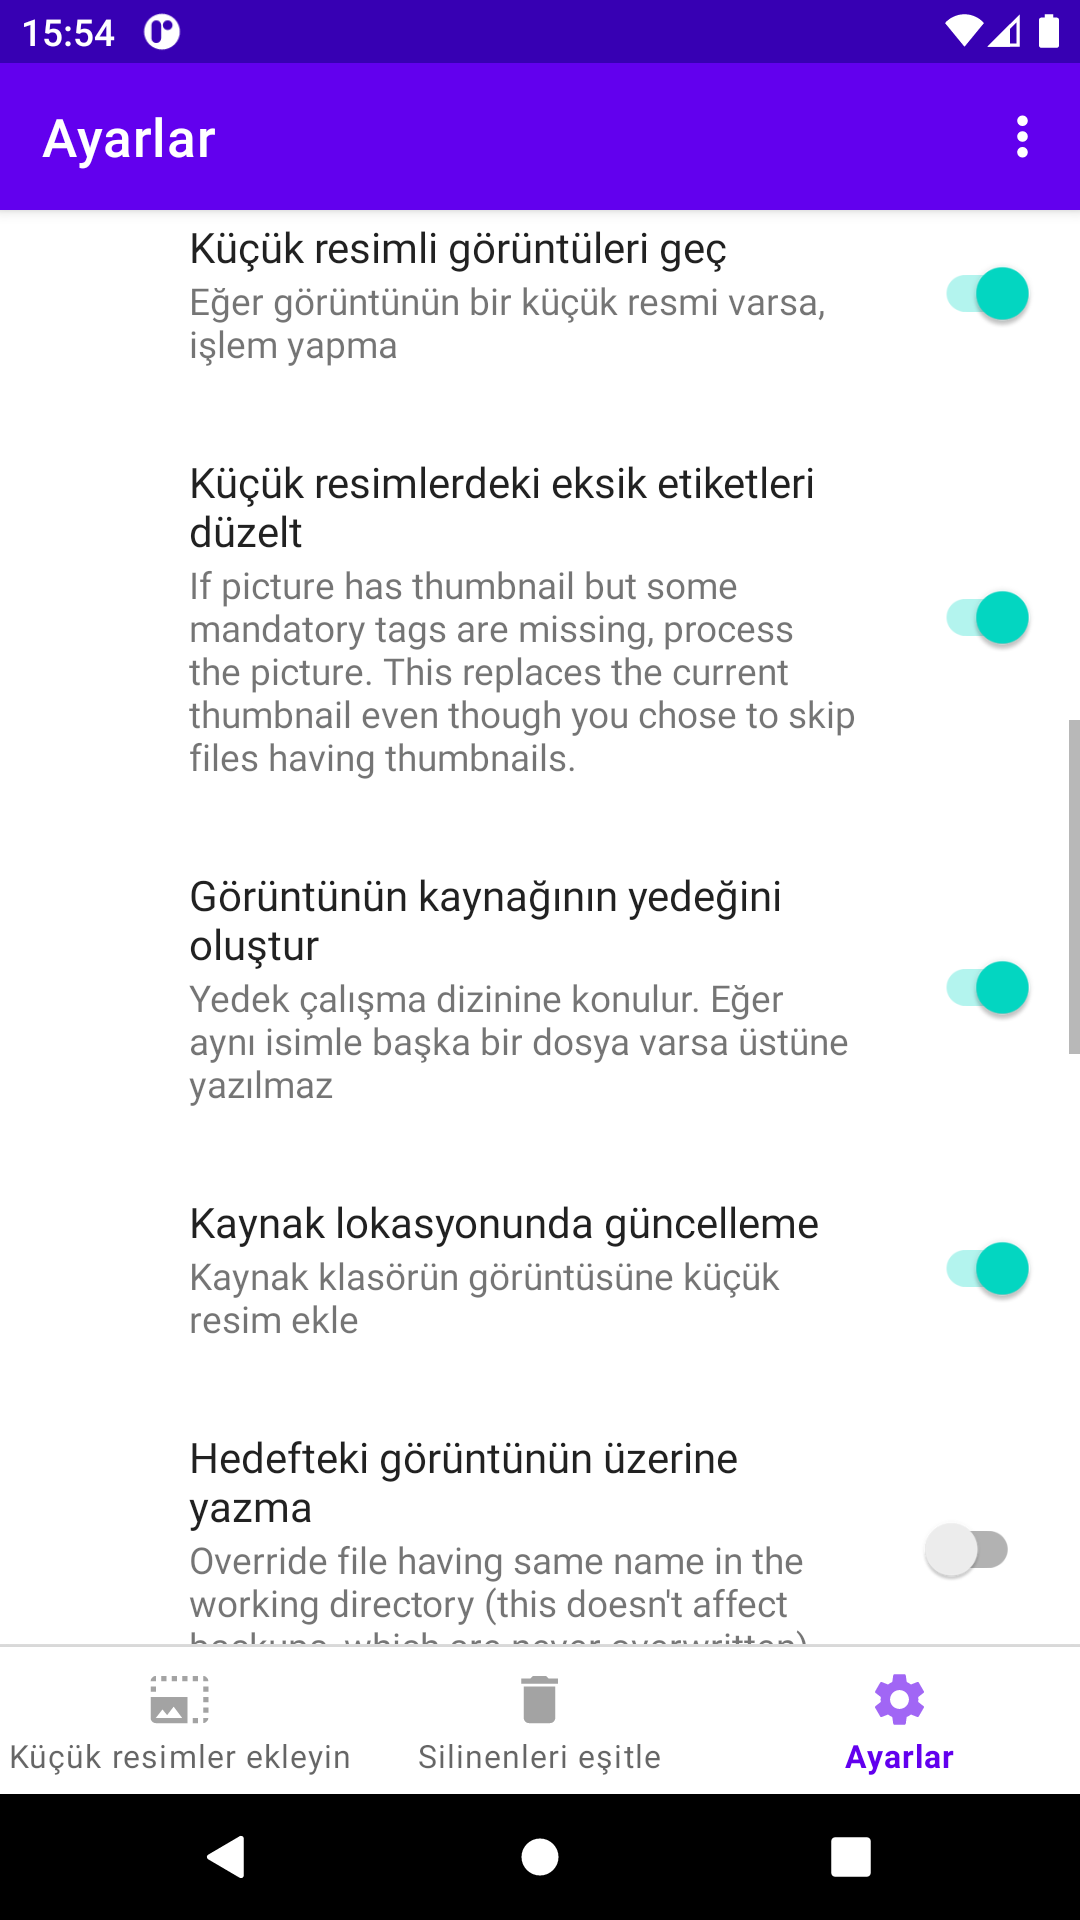 15:54
Ayarlar
Küçük resimli görüntüleri geç
Eğer görüntünün bir küçük resmi varsa,
işlem yapma
Küçük resimlerdeki eksik etiketleri
düzelt
If picture has thumbnail but some
mandatory tags are missing, process
the picture. This replaces the current
thumbnail even though you chose to skip
files having thumbnails.
Görüntünün kaynağının yedeğini
oluştur
Yedek çalışma dizinine konulur. Eğer
aynı isimle başka bir dosya varsa üstüne
yazılmaz
Kaynak lokasyonunda güncelleme
Kaynak klasörün görüntüsüne küçük
resim ekle
Hedefteki görüntünün üzerine
yazma
Override file having same name in the
working directory (this doesn't affect
backups, which are never overwritten)
Küçük resimler ekleyin
Silinenleri eşitle
Ayarlar